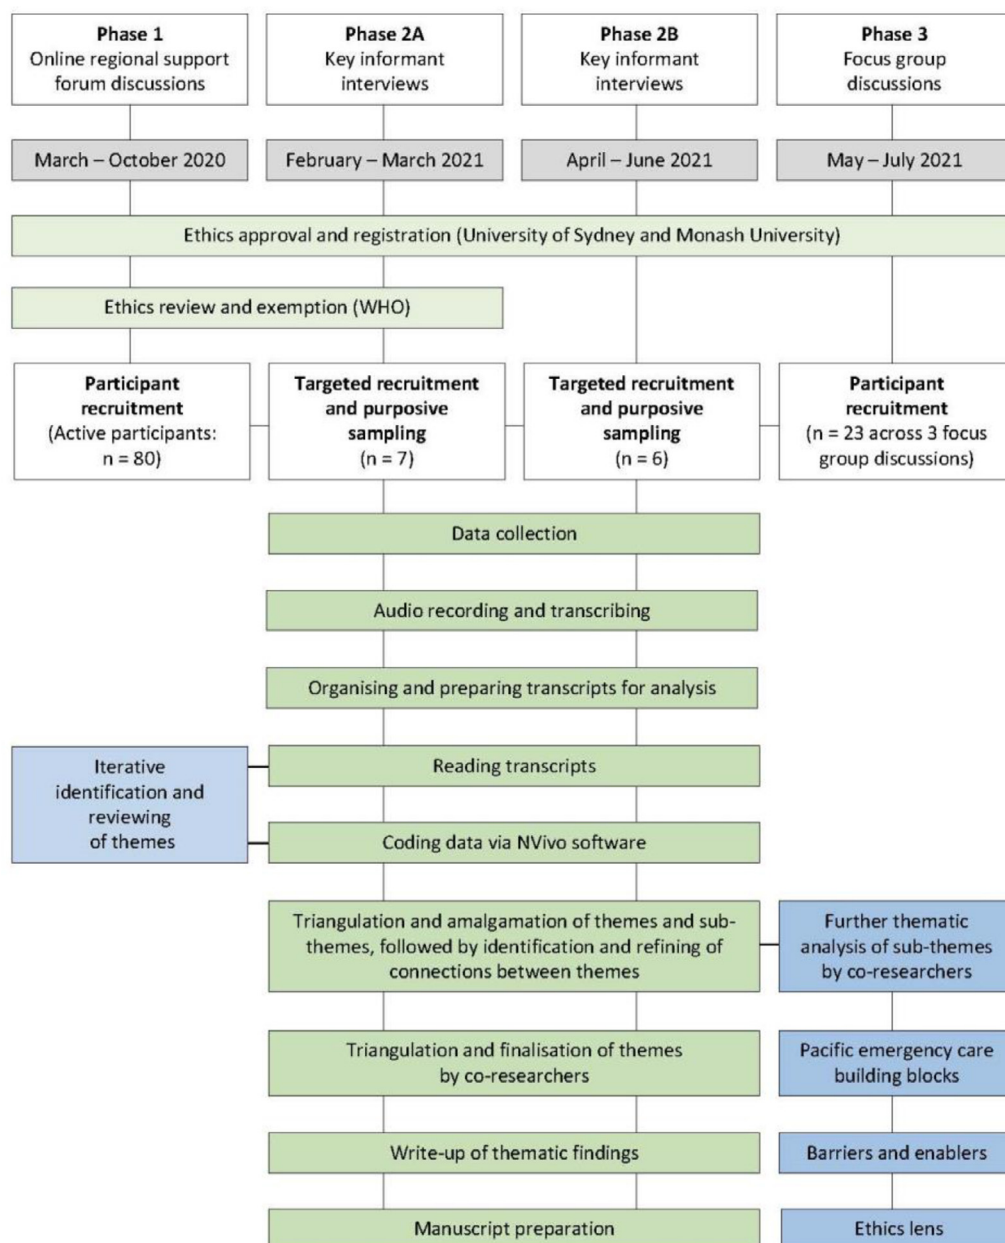 Phase 1
Online regional support
forum discussions
Phase 2A
Key informant
interviews
Phase 2B
Key informant
interviews
Phase 3
Focus group
discussions
March – October 2020
February – March 2021
April – June 2021
May – July 2021
Ethics approval and registration (University of Sydney and Monash University)
Ethics review and exemption (WHO)
Participant
recruitment
(Active participants:
n = 80)
Targeted recruitment
and purposive
sampling
(n = 7)
Targeted recruitment
and purposive
sampling
(n = 6)
Participant
recruitment
(n = 23 across 3 focus
group discussions)
Data collection
Audio recording and transcribing
Organising and preparing transcripts for analysis
Iterative
identification and
reviewing
of themes
Reading transcripts
Coding data via NVivo software
Triangulation and amalgamation of themes and sub-
themes, followed by identification and refining of
connections between themes
Further thematic
analysis of sub-themes
by co-researchers
Triangulation and finalisation of themes
by co-researchers
Pacific emergency care
building blocks
Write-up of thematic findings
Barriers and enablers
Manuscript preparation
Ethics lens